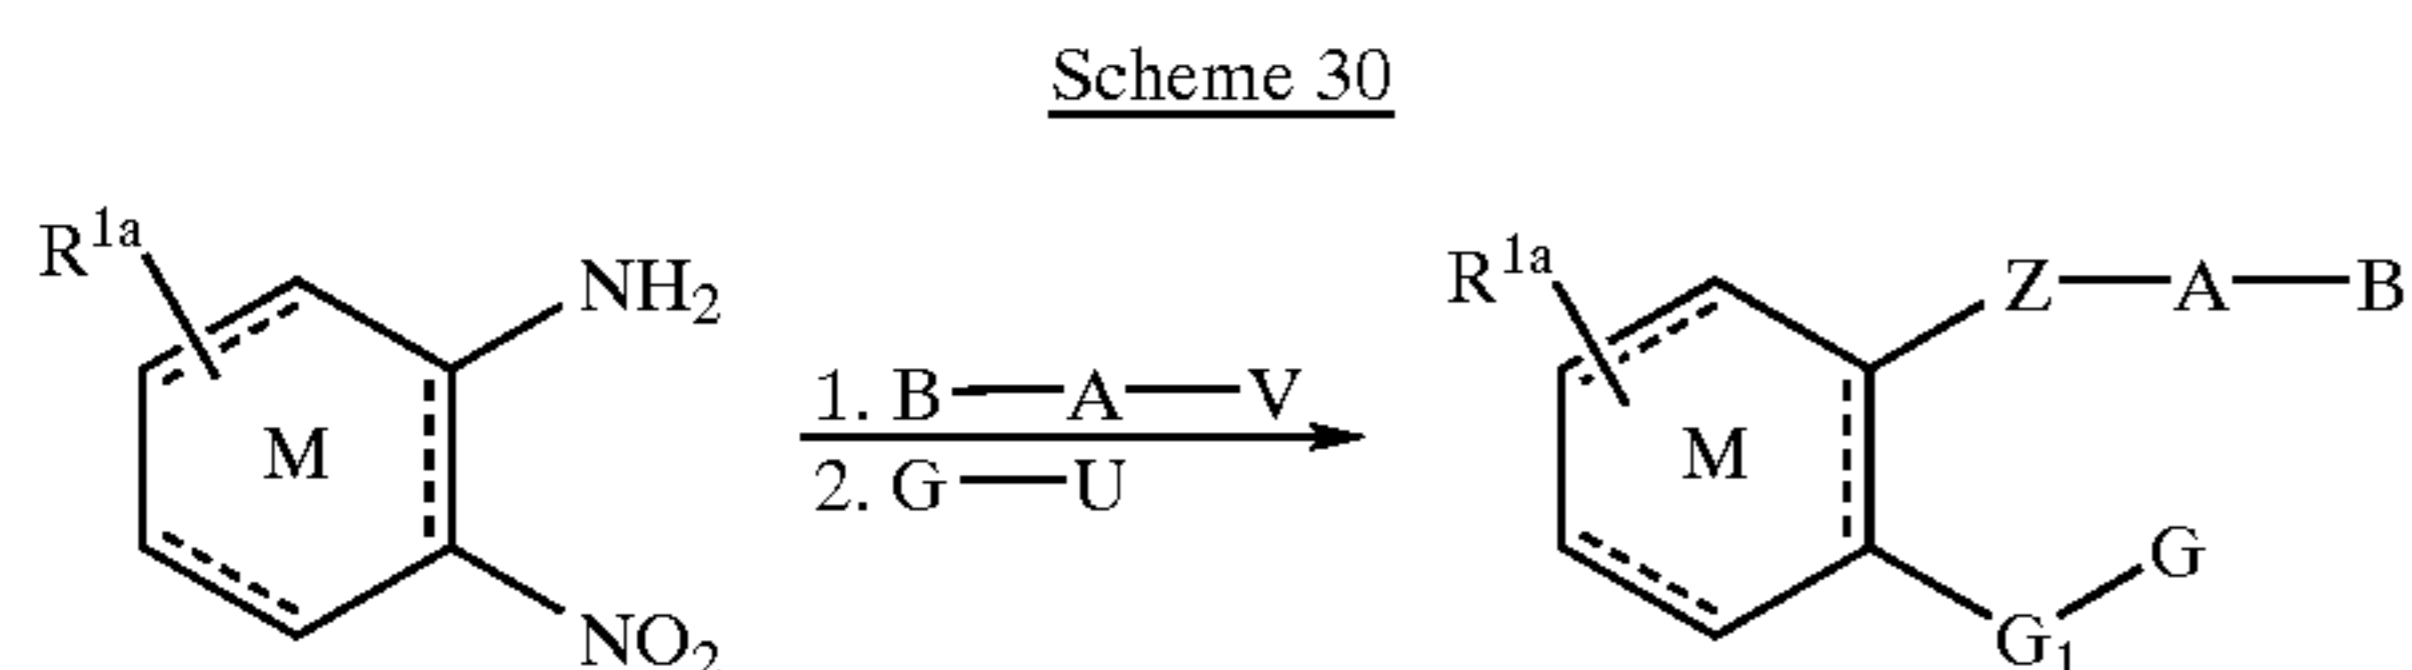 Scheme 30
R1a
NH2
M
NO2
1. B—A—V
2. G—U
R1a
Z—A—B
M
G
G1